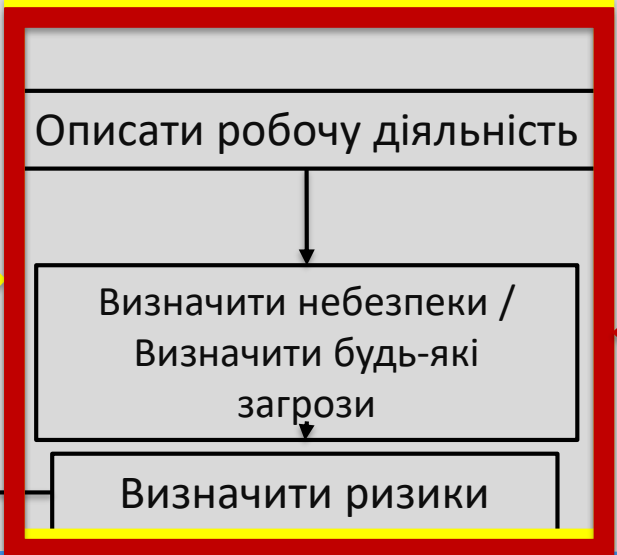 Описати робочу діяльність
Визначити небезпеки /
Визначити будь-які
загрози
Визначити ризики